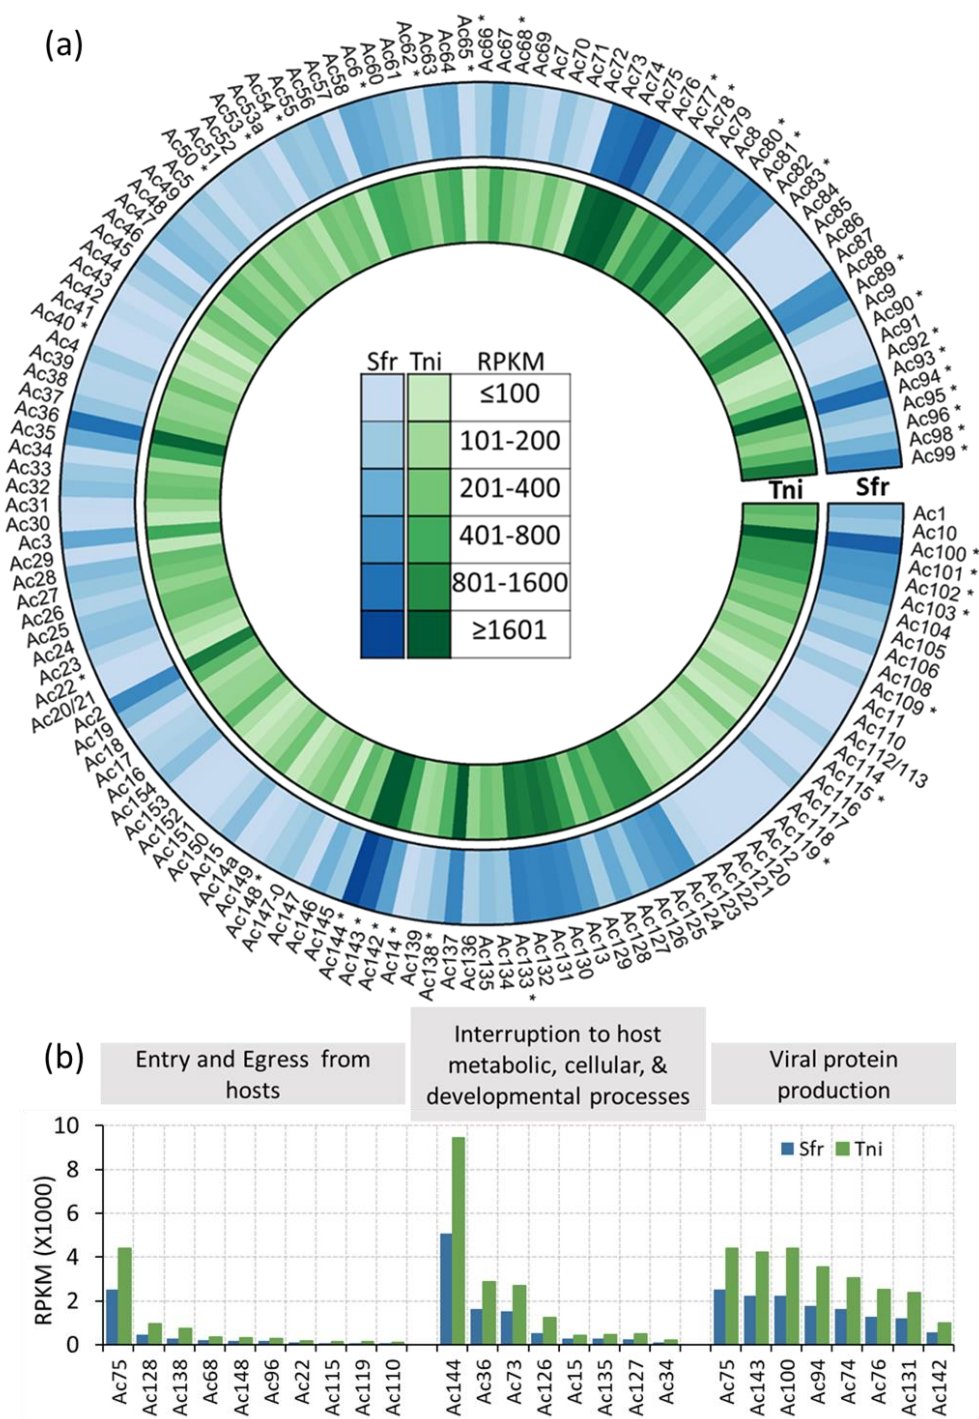 (a)
Ac1
Ac10
Ac100 *
Ac101 *
Ac102 *
Ac103 *
Ac104
Ac105
Ac106
Ac108
Ac109 *
Ac11
Ac110
Ac112/113
Ac114
Ac115 *
Ac116
Ac117
Ac118
Ac119 *
Ac12
Ac120
Ac121
Ac122
Ac123
Ac124
Ac125
Ac126
Ac127
Ac128
Ac129
Ac13
Ac130
Ac131
Ac132
Ac133 *
Ac134
Ac135
Ac136
Ac137
Ac138 *
Ac139
Ac14 *
Ac142 *
Ac143 *
Ac144 *
Ac145
Ac146
Ac147
Ac147-0
Ac148 *
Ac149
Ac14a
Ac15
Ac150
Ac151
Ac152
Ac153
Ac154
Ac16
Ac17
Ac18
Ac19
Ac2
Ac20/21
Ac22 *
Ac23
Ac24
Ac25
Ac26
Ac27
Ac28
Ac29
Ac3
Ac30
Ac31
Ac32
Ac33
Ac34
Ac35
Ac36
Ac37
Ac38
Ac39
Ac4
Ac40 *
Ac41
Ac42
Ac43
Ac44
Ac45
Ac46
Ac47
Ac48
Ac49
Ac5
Ac50 *
Ac51
Ac52
Ac53 *
Ac53a
Ac54 *
Ac55
Ac56
Ac57
Ac58
Ac6 *
Ac60
Ac61
Ac62 *
Ac63
Ac64
Ac65 *
Ac66 *
Ac67
Ac68 *
Ac69
Ac7
Ac70
Ac71
Ac72
Ac73
Ac74
Ac75
Ac76
Ac77 *
Ac78 *
Ac79
Ac8
Ac80 *
Ac81 *
Ac82
Ac83 *
Ac84
Ac85
Ac86
Ac87
Ac88
Ac89 *
Ac9
Ac90 *
Ac91
Ac92 *
Ac93 *
Ac94 *
Ac95 *
Ac96 *
Ac98 *
Ac99 *
Tni Sfr
Sfr Tni RPKM
≤100
101-200
201-400
401-800
801-1600
≥1601
(b)
Entry and Egress from
hosts
Interruption to host
metabolic, cellular, &
developmental processes
Viral protein
production
RPKM (X1000)
10
8
6
4
2
0
Sfr Tni
Ac75
Ac128
Ac138
Ac68
Ac148
Ac96
Ac22
Ac115
Ac119
Ac110
Ac144
Ac36
Ac73
Ac126
Ac15
Ac135
Ac127
Ac34
Ac75
Ac143
Ac100
Ac94
Ac74
Ac76
Ac131
Ac142